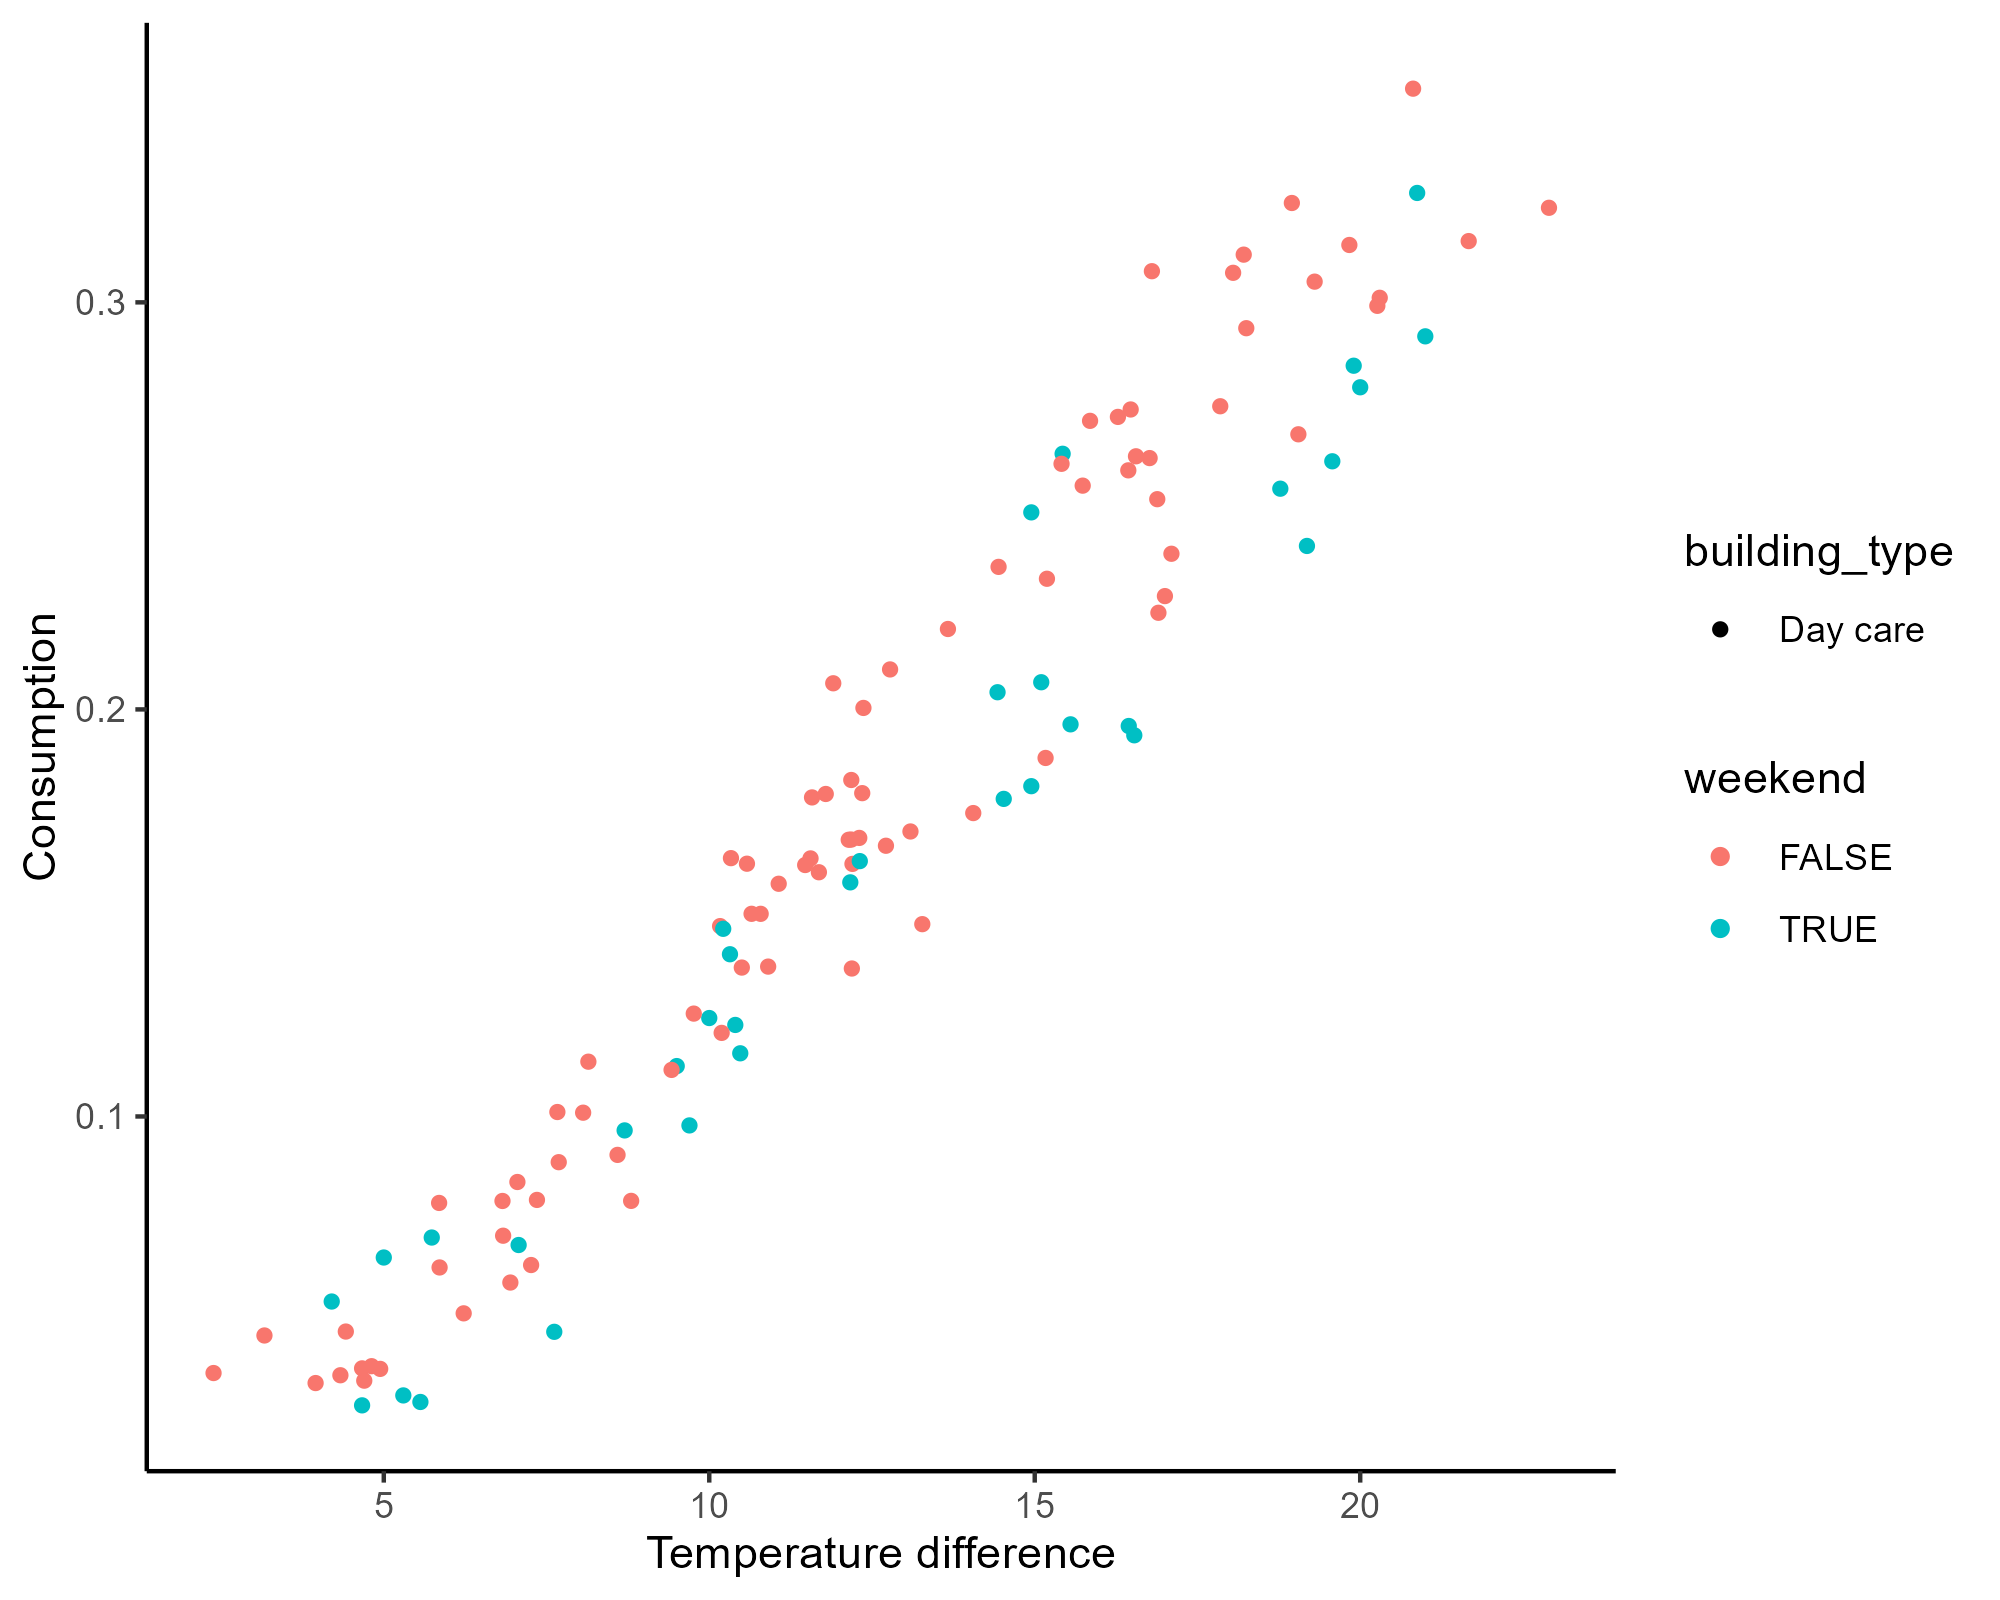 0.3
0.2
0.1
Consumption
5
10
15
20
Temperature difference
building_type
Day care
weekend
FALSE
TRUE